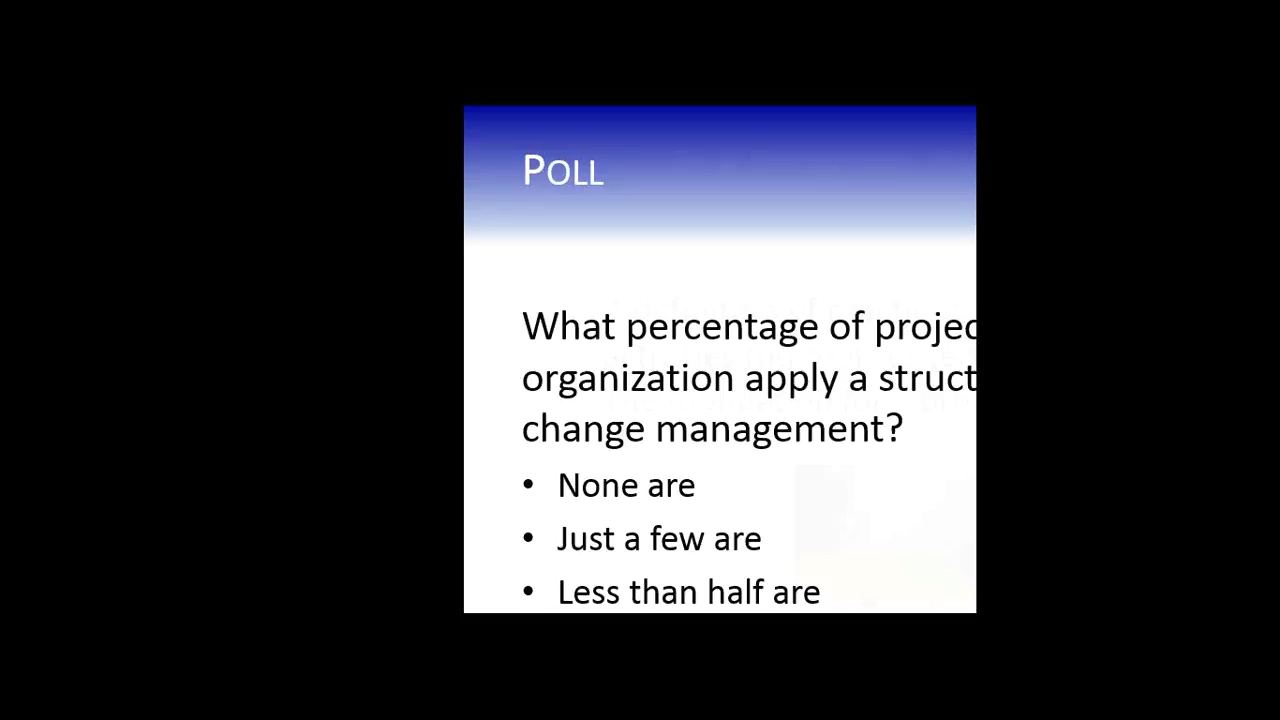 POLL
What percentage of projec
organization apply a struct
change management?
• None are
• Just a few are
• Less than half are